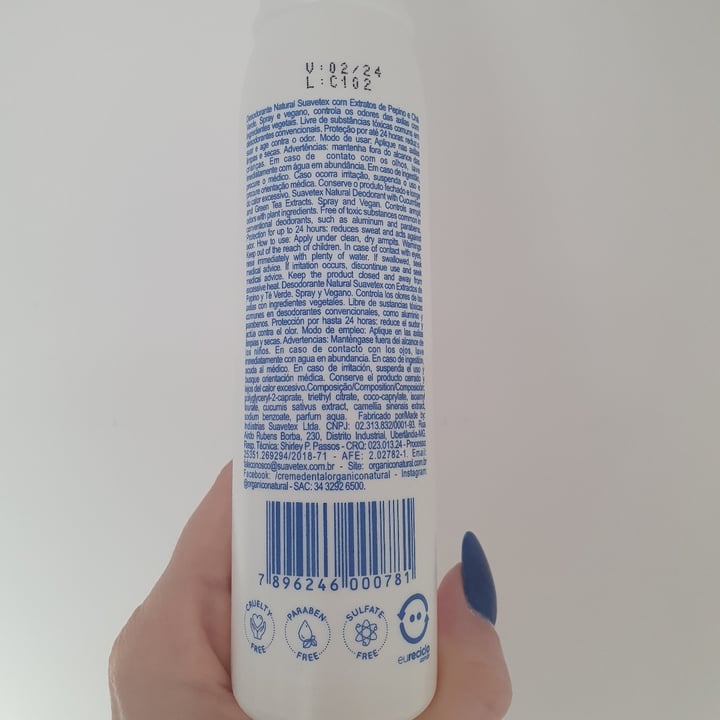 V:02/24
L:C102
Desodorante Natural Suavetex com Extratos de Pepino e Chá
Verde. Spray e vegano, controla os odores das axilas com
ingredientes vegetais. Livre de substâncias tóxicas comuns em
desodorantes convencionais. Proteção por até 24 horas: reduz o
suor e age contra o odor. Modo de usar: Aplique nas axilas
limpas e secas. Advertências: mantenha fora do alcance das
crianças. Em caso de contato com os olhos, lave
imediatamente com água em abundância. Em caso de ingestão,
procure o médico. Caso ocorra irritação, suspenda o uso e
procure orientação médica. Conserve o produto fechado e longe
do calor excessivo. Suavetex Natural Deodorant with Cucumber
and Green Tea Extracts. Spray and Vegan. Controls armpit
odors with plant ingredients. Free of toxic substances common in
conventional deodorants, such as aluminum and parabens.
Protection for up to 24 hours: reduces sweat and acts against
odor. How to use: Apply under clean, dry armpits. Warnings:
Keep out of the reach of children. In case of contact with eyes,
rinse immediately with plenty of water. If swallowed, seek
medical advice. If irritation occurs, discontinue use and seek
medical advice. Keep the product closed and away from
excessive heat. Desodorante Natural Suavetex con Extractos de
Pepino y Té Verde. Spray y Vegano. Controla los olores de las
axilas con ingredientes vegetales. Libre de sustancias tóxicas
comunes en desodorantes convencionales, como aluminio y
parabenos. Protección por hasta 24 horas: reduce el sudor y
actúa contra el olor. Modo de empleo: Aplique en las axilas
limpias y secas. Advertencias: Manténgase fuera del alcance de
los niños. En caso de contacto con los ojos, lave
inmediatamente con agua en abundancia. En caso de ingestión,
acuda al médico. En caso de irritación, suspenda el uso y
busque orientación médica. Conserve el producto cerrado y
lejos del calor excesivo.Composição/Composition/Composición:
polyglyceryl-2-caprate, triethyl citrate, coco-caprylate, isoamyl
laurate, cucumis sativus extract, camellia sinensis extract,
sodium benzoate, parfum aqua. Fabricado por/Made by:
Indústrias Suavetex Ltda. CNPJ: 02.313.832/0001-93. Rua
Ardo Rubens Borba, 230, Distrito Industrial, Uberlândia-MG.
Resp. Técnica: Shirley P. Passos - CRQ: 023.013.24 - Processo:
25351.269294/2018-71 - AFE: 2.02782-1. Email:
faleconosco@suavetex.com.br - Site: organiconatural.com.br
Facebook: /cremedentalorganiconatural - Instagram:
@organiconatural - SAC: 34 3292 6500.
7 896246 000781
CRUELTY FREE
PARABEN FREE
SULFATE FREE
eureciclo